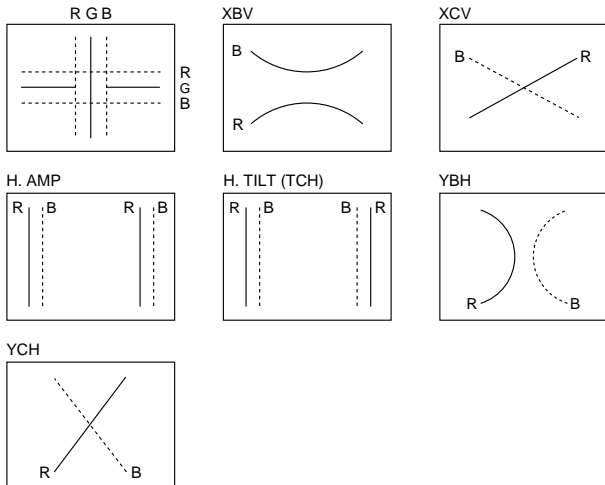 R G B
R
G
B
XBV
B
R
XCV
B R
H. AMP
R B R B
H. TILT (TCH)
R B B R
YBH
R B
YCH
R B